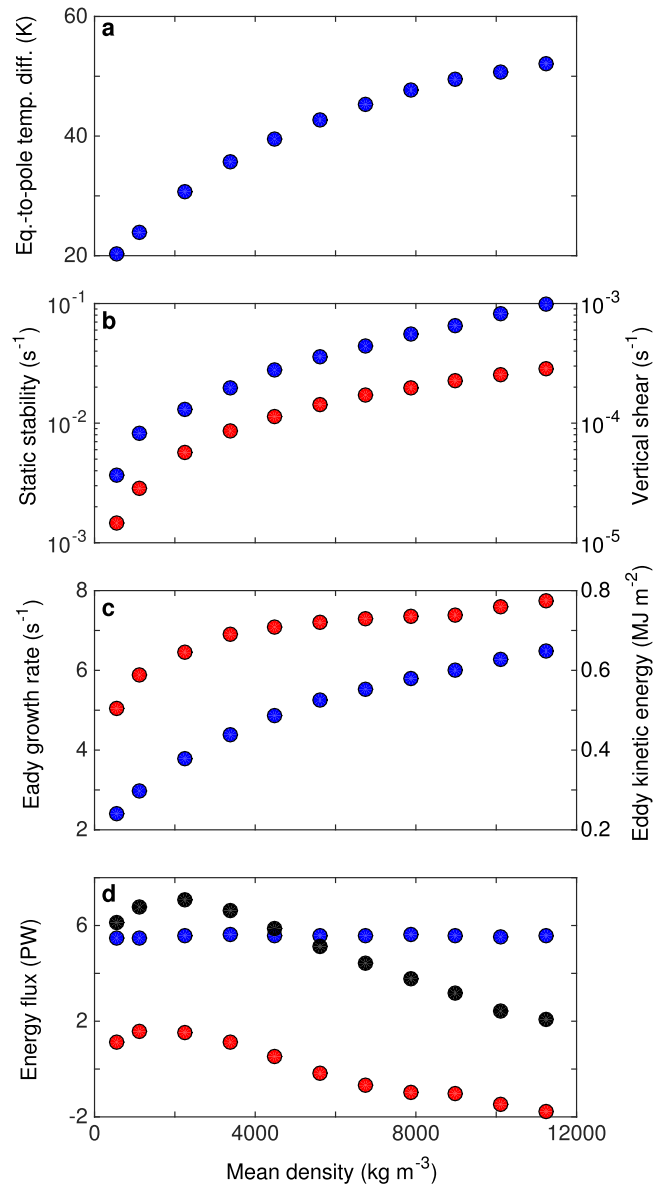 a
Eq.-to-pole temp. diff. (K)
60
40
20
b
Static stability (s-1)
10-1
10-2
10-3
Vertical shear (s-1)
10-3
10-4
10-5
c
Eady growth rate (s-1)
8
6
4
2
Eddy kinetic energy (MJ m-2)
0.8
0.6
0.4
0.2
d
Energy flux (PW)
6
2
-2
0 4000 8000 12000
Mean density (kg m-3)